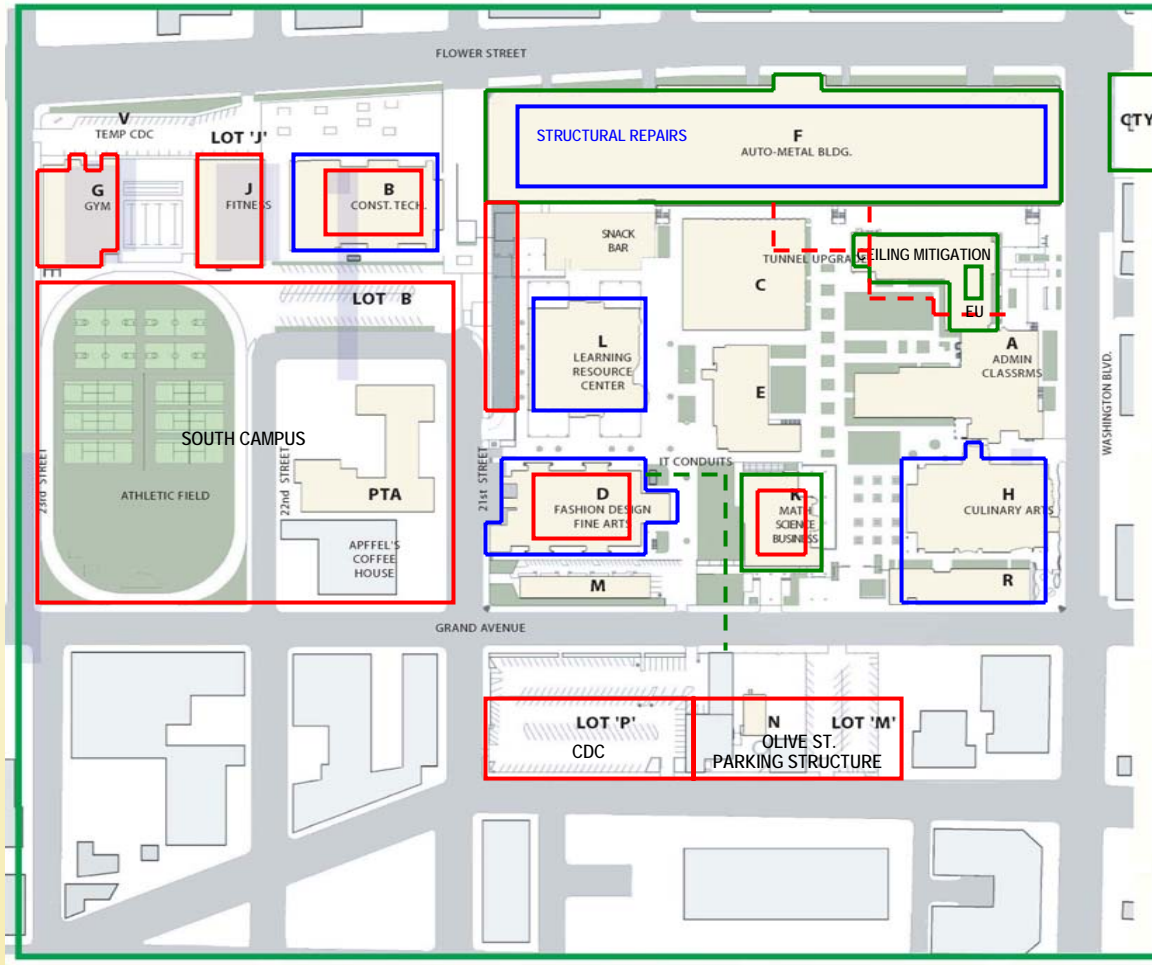 FLOWER STREET
V
TEMP CDC
LOT 'J'
G
GYM
J
FITNESS
B
CONST. TECH.
STRUCTURAL REPAIRS
F
AUTO-METAL BLDG.
CTY
SNACK
BAR
C
TUNNEL UPGRADE
CEILING MITIGATION
EU
LOT B
L
LEARNING
RESOURCE
CENTER
E
A
ADMIN
CLASSRMS
WASHINGTON BLVD.
SOUTH CAMPUS
23rd STREET
ATHLETIC FIELD
22nd STREET
PTA
APFFEL'S
COFFEE
HOUSE
21st STREET
IT CONDUITS
D
FASHION DESIGN
FINE ARTS
K
MATH
SCIENCE
BUSINESS
H
CULINARY ARTS
M
R
GRAND AVENUE
LOT 'P'
CDC
N
LOT 'M'
OLIVE ST.
PARKING STRUCTURE